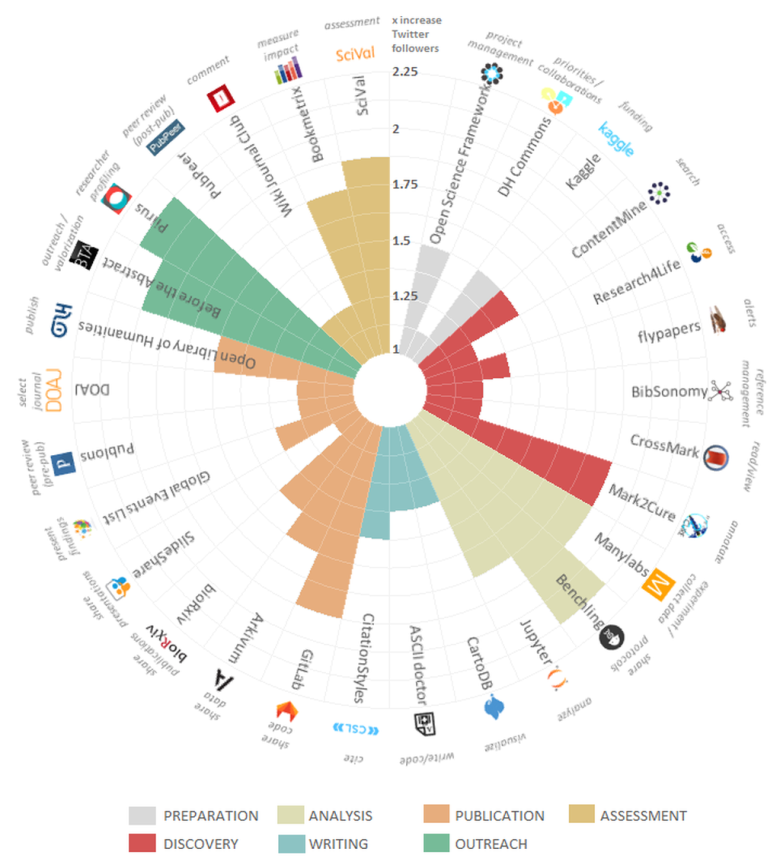 x increase
Twitter
followers
2.25
2
1.75
1.5
1.25
1
project
management
Open Science Framework
priorities /
collaborations
DH Commons
funding
kaggle
Kaggle
search
ContentMine
access
Research4Life
alerts
flypapers
reference
management
BibSonomy
read/view
CrossMark
annotate
Mark2Cure
experiment /
collect data
M
Manylabs
share
protocols
Benchling
analyze
Jupyter
visualize
CartoDB
write/code
ASCII doctor
cite
CSL
CitationStyles
share
code
GitLab
share
data
Arkivum
share
publications
bioRxiv
bioRxiv
share
presentations
SlideShare
present
findings
Global Events List
peer review
(pre-pub)
P
Publons
select
journal
DOAJ
DOAJ
publish
Open Library of Humanities
outreach /
valorization
BTA
Before the Abstract
researcher
profiling
Piirus
peer review
(post-pub)
PubPeer
PubPeer
comment
Wiki Journal Club
measure
impact
Bookmetrix
assessment
SciVal
SciVal
PREPARATION
ANALYSIS
PUBLICATION
ASSESSMENT
DISCOVERY
WRITING
OUTREACH